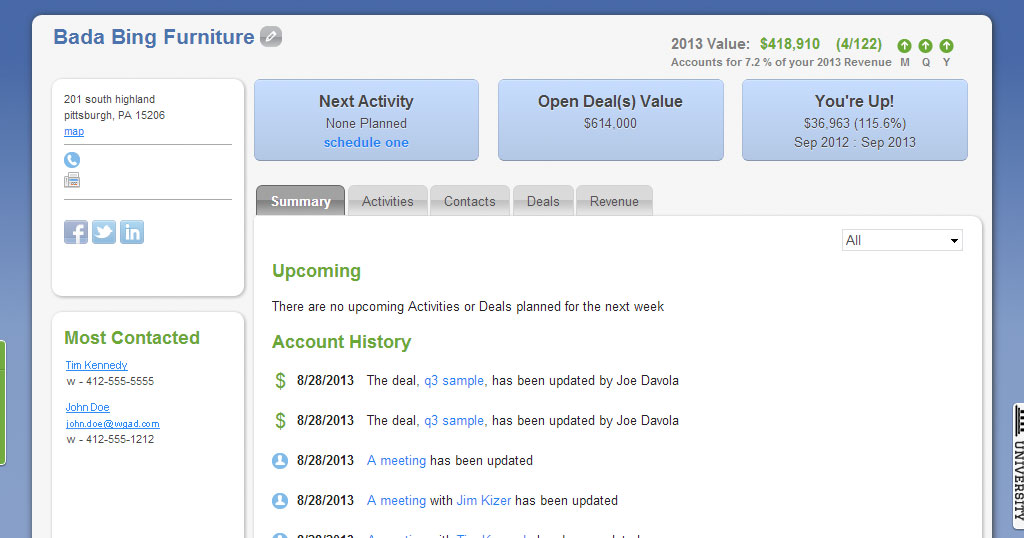 Bada Bing Furniture
2013 Value: $418,910 (4/122)
Accounts for 7.2 % of your 2013 Revenue M Q Y
201 south highland
pittsburgh, PA 15206
map
Next Activity
None Planned
schedule one
Open Deal(s) Value
$614,000
You're Up!
$36,963 (115.6%)
Sep 2012 : Sep 2013
Summary Activities Contacts Deals Revenue
All
Upcoming
There are no upcoming Activities or Deals planned for the next week
Account History
$ 8/28/2013 The deal, q3 sample, has been updated by Joe Davola
$ 8/28/2013 The deal, q3 sample, has been updated by Joe Davola
8/28/2013 A meeting has been updated
8/28/2013 A meeting with Jim Kizer has been updated
f
in
Most Contacted
Tim Kennedy
w - 412-555-5555
John Doe
john.doe@wgad.com
w - 412-555-1212
UNIVERSITY